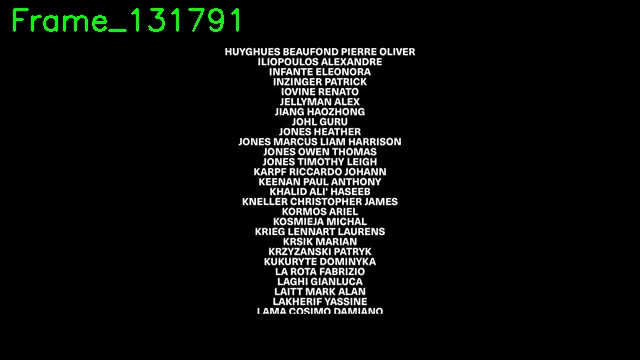 Frame_131791
HUYGHUES BEAUFOND PIERRE OLIVER
ILIOPOULOS ALEXANDRE
INFANTE ELEONORA
INZINGER PATRICK
IOVINE RENATO
JELLYMAN ALEX
JIANG HAOZHONG
JOHL GURU
JONES HEATHER
JONES MARCUS LIAM HARRISON
JONES OWEN THOMAS
JONES TIMOTHY LEIGH
KARPF RICCARDO JOHANN
KEENAN PAUL ANTHONY
KHALID ALI' HASEEB
KNELLER CHRISTOPHER JAMES
KORMOS ARIEL
KOSMIEJA MICHAL
KRIEG LENNART LAURENS
KRSIK MARIAN
KRZYZANSKI PATRYK
KUKURYTE DOMINYKA
LA ROTA FABRIZIO
LAGHI GIANLUCA
LAITT MARK ALAN
LAKHERIF YASSINE
LAMA COSIMO DAMIANO